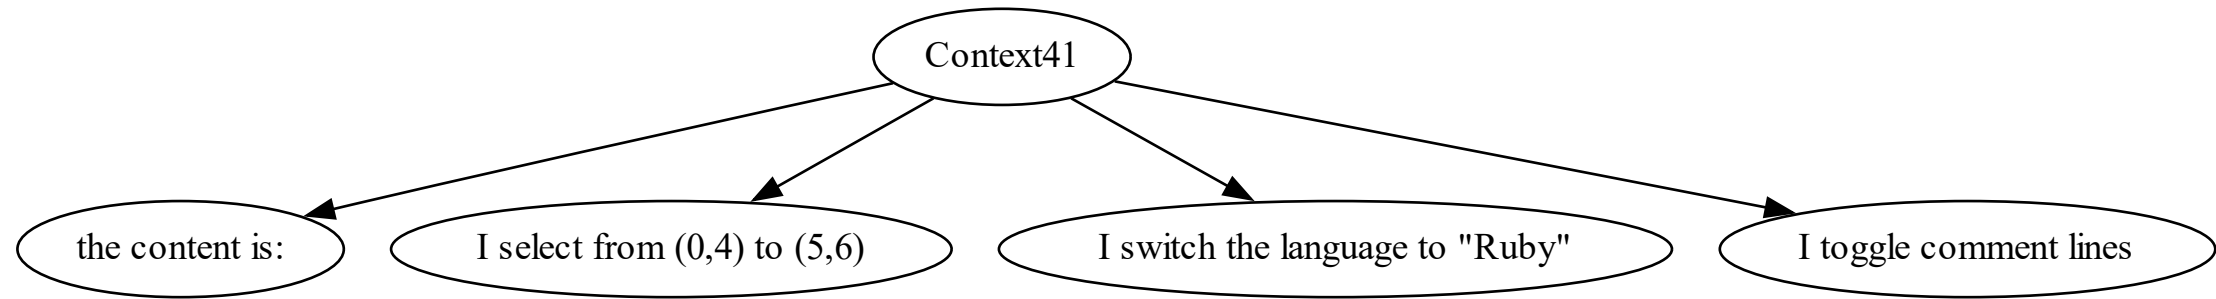 Context41
the content is:
I select from (0,4) to (5,6)
I switch the language to "Ruby"
I toggle comment lines